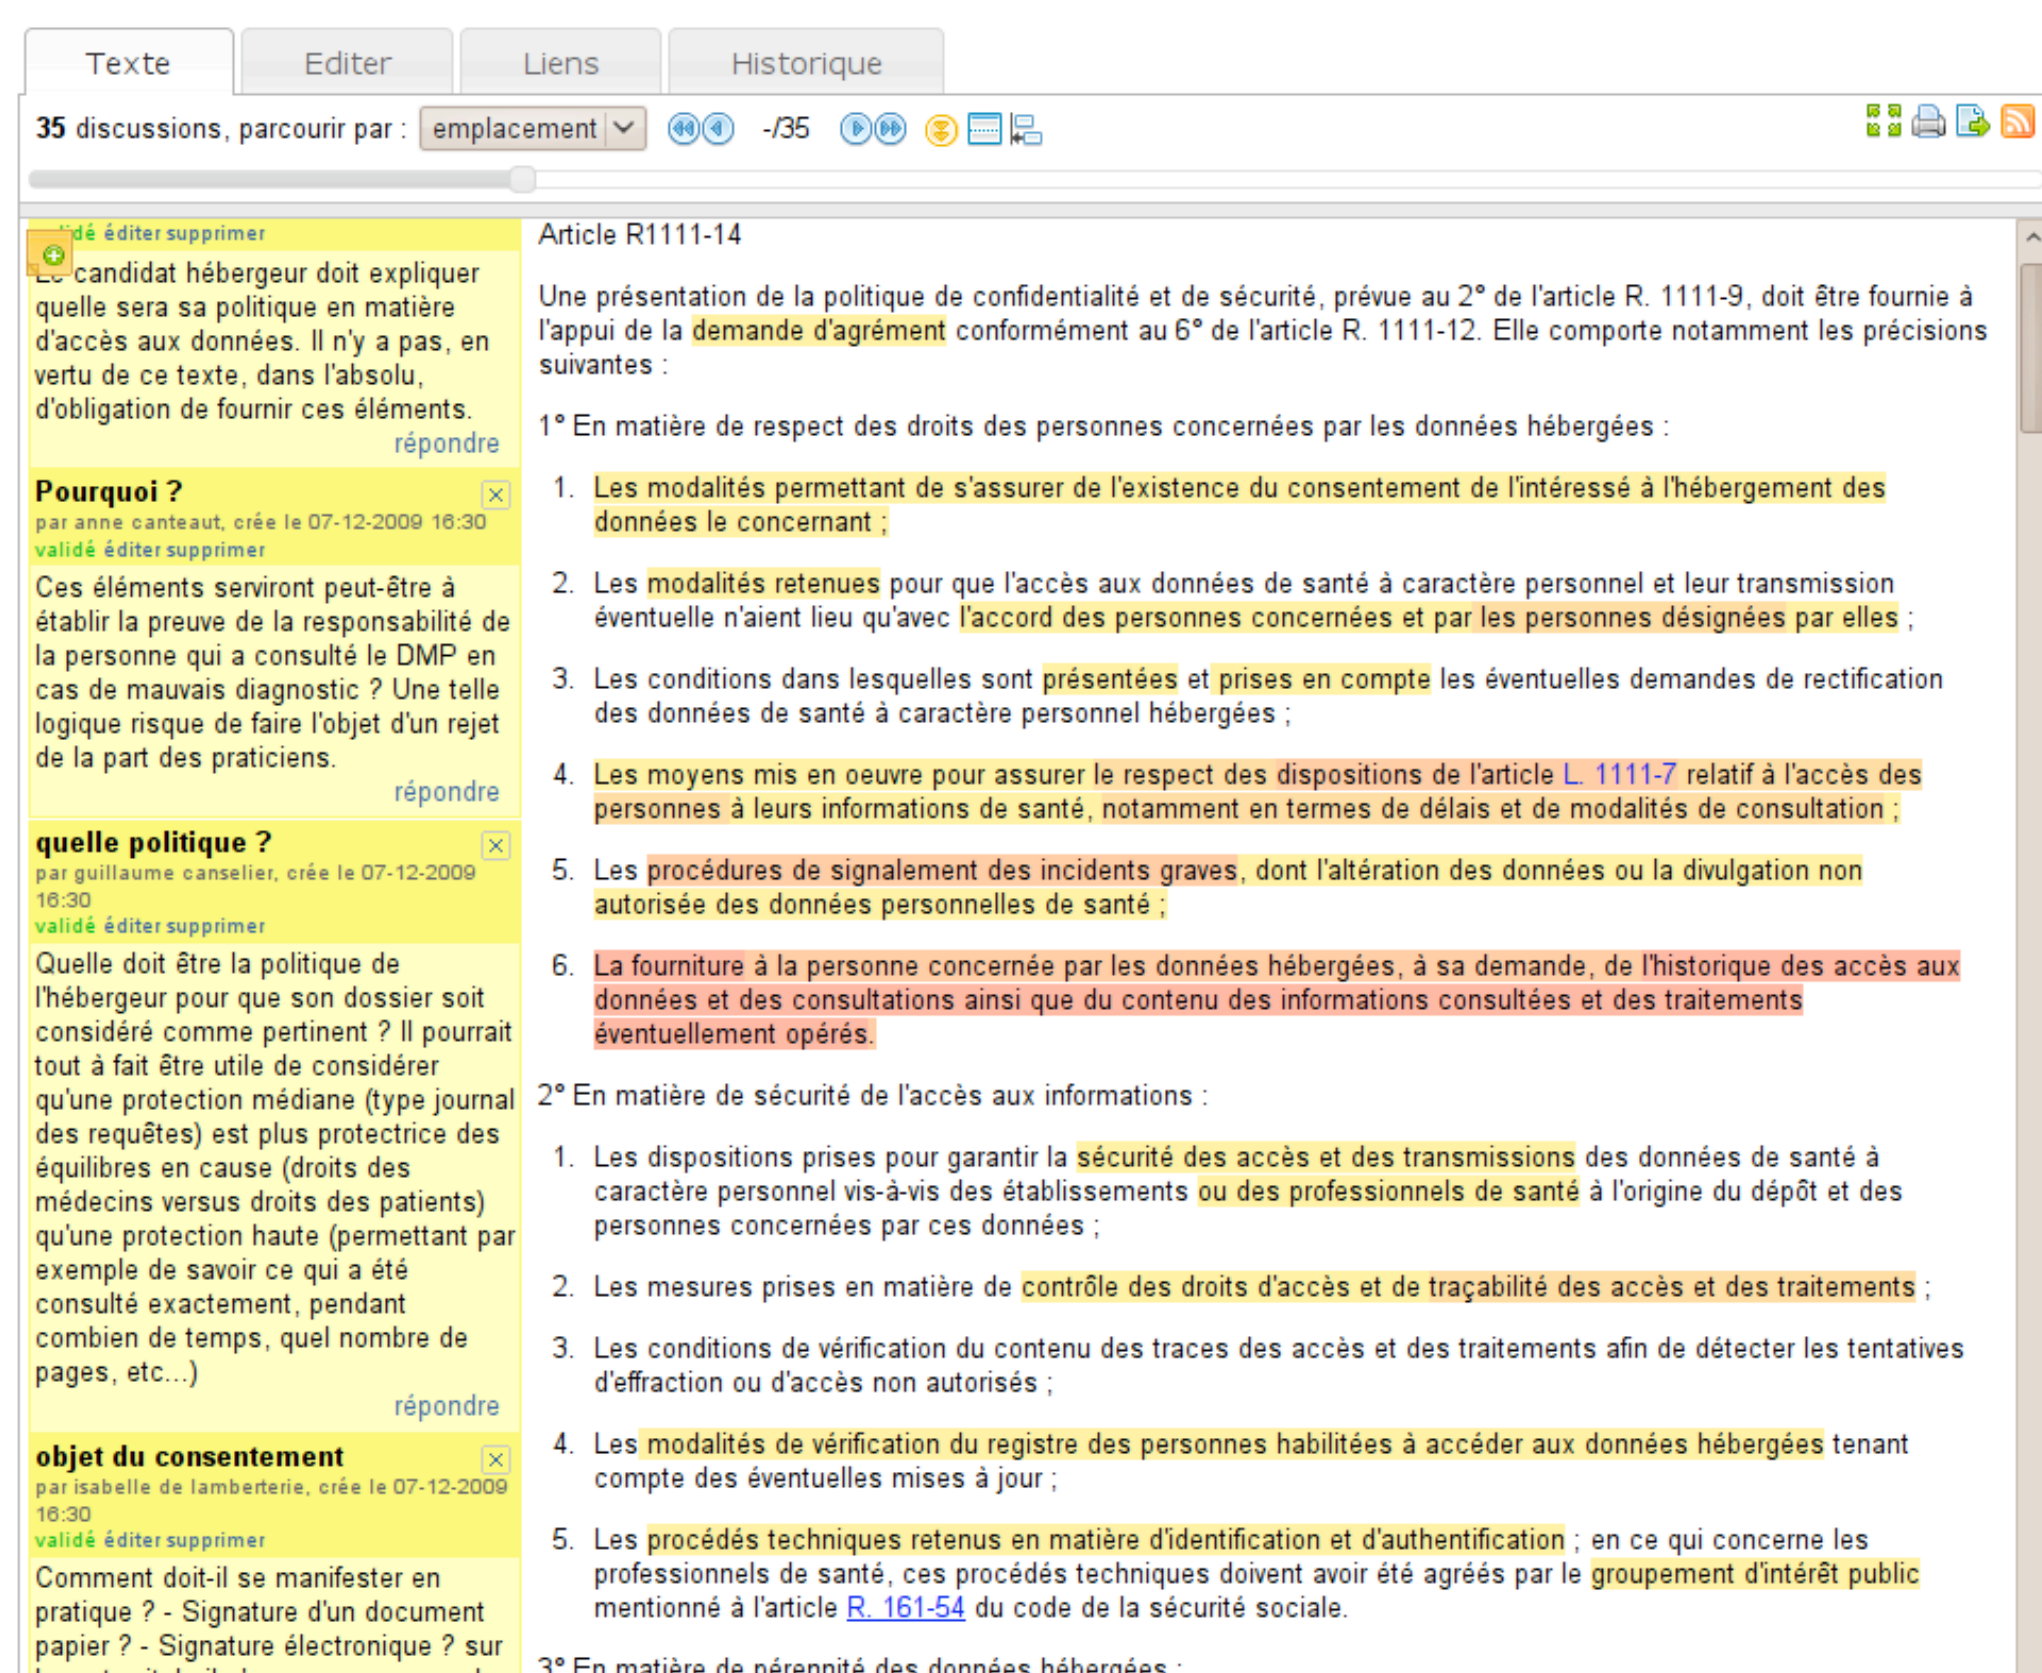 Texte
Editer
Liens
Historique
35 discussions, parcourir par :
emplacement
-/35
idé éditer supprimer
candidat hébergeur doit expliquer
quelle sera sa politique en matière
d'accès aux données. Il n'y a pas, en
vertu de ce texte, dans l'absolu,
d'obligation de fournir ces éléments.
répondre
Pourquoi ?
par anne canteaut, crée le 07-12-2009 16:30
validé éditer supprimer
Ces éléments serviront peut-être à
établir la preuve de la responsabilité de
la personne qui a consulté le DMP en
cas de mauvais diagnostic ? Une telle
logique risque de faire l'objet d'un rejet
de la part des praticiens.
répondre
quelle politique ?
par guillaume canselier, crée le 07-12-2009
16:30
validé éditer supprimer
Quelle doit être la politique de
l'hébergeur pour que son dossier soit
considéré comme pertinent ? Il pourrait
tout à fait être utile de considérer
qu'une protection médiane (type journal
des requêtes) est plus protectrice des
équilibres en cause (droits des
médecins versus droits des patients)
qu'une protection haute (permettant par
exemple de savoir ce qui a été
consulté exactement, pendant
combien de temps, quel nombre de
pages, etc...)
répondre
objet du consentement
par isabelle de lamberterie, crée le 07-12-2009
16:30
validé éditer supprimer
Comment doit-il se manifester en
pratique ? - Signature d'un document
papier ? - Signature électronique ? sur
Article R1111-14
Une présentation de la politique de confidentialité et de sécurité, prévue au 2° de l'article R. 1111-9, doit être fournie à
l'appui de la demande d'agrément conformément au 6° de l'article R. 1111-12. Elle comporte notamment les précisions
suivantes :
1° En matière de respect des droits des personnes concernées par les données hébergées :
1. Les modalités permettant de s'assurer de l'existence du consentement de l'intéressé à l'hébergement des
données le concernant ;
2. Les modalités retenues pour que l'accès aux données de santé à caractère personnel et leur transmission
éventuelle n'aient lieu qu'avec l'accord des personnes concernées et par les personnes désignées par elles ;
3. Les conditions dans lesquelles sont présentées et prises en compte les éventuelles demandes de rectification
des données de santé à caractère personnel hébergées ;
4. Les moyens mis en oeuvre pour assurer le respect des dispositions de l'article L. 1111-7 relatif à l'accès des
personnes à leurs informations de santé, notamment en termes de délais et de modalités de consultation ;
5. Les procédures de signalement des incidents graves, dont l'altération des données ou la divulgation non
autorisée des données personnelles de santé ;
6. La fourniture à la personne concernée par les données hébergées, à sa demande, de l'historique des accès aux
données et des consultations ainsi que du contenu des informations consultées et des traitements
éventuellement opérés.
2° En matière de sécurité de l'accès aux informations :
1. Les dispositions prises pour garantir la sécurité des accès et des transmissions des données de santé à
caractère personnel vis-à-vis des établissements ou des professionnels de santé à l'origine du dépôt et des
personnes concernées par ces données ;
2. Les mesures prises en matière de contrôle des droits d'accès et de traçabilité des accès et des traitements ;
3. Les conditions de vérification du contenu des traces des accès et des traitements afin de détecter les tentatives
d'effraction ou d'accès non autorisés ;
4. Les modalités de vérification du registre des personnes habilitées à accéder aux données hébergées tenant
compte des éventuelles mises à jour ;
5. Les procédés techniques retenus en matière d'identification et d'authentification ; en ce qui concerne les
professionnels de santé, ces procédés techniques doivent avoir été agréés par le groupement d'intérêt public
mentionné à l'article R. 161-54 du code de la sécurité sociale.
3° En matière de pérennité des données hébergées :